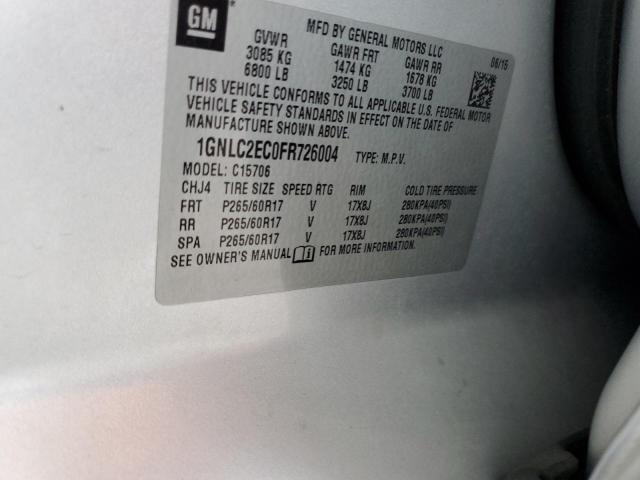 GM
MFD BY GENERAL MOTORS LLC
GVWR GAWR FRT GAWR RR 06/15
3085 KG 1474 KG 1678 KG
6800 LB 3250 LB 3700 LB
THIS VEHICLE CONFORMS TO ALL APPLICABLE U.S. FEDERAL MOTOR
VEHICLE SAFETY STANDARDS IN EFFECT ON THE DATE OF
MANUFACTURE SHOWN ABOVE.
1GNLC2EC0FR726004 TYPE: M.P.V.
MODEL: C15706
CHJ4 TIRE SIZE SPEED RTG RIM COLD TIRE PRESSURE
FRT P265/60R17 V 17X8J 280KPA(40PSI)
RR P265/60R17 V 17X8J 280KPA(40PSI)
SPA P265/60R17 V 17X8J 280KPA(40PSI)
SEE OWNER'S MANUAL FOR MORE INFORMATION.